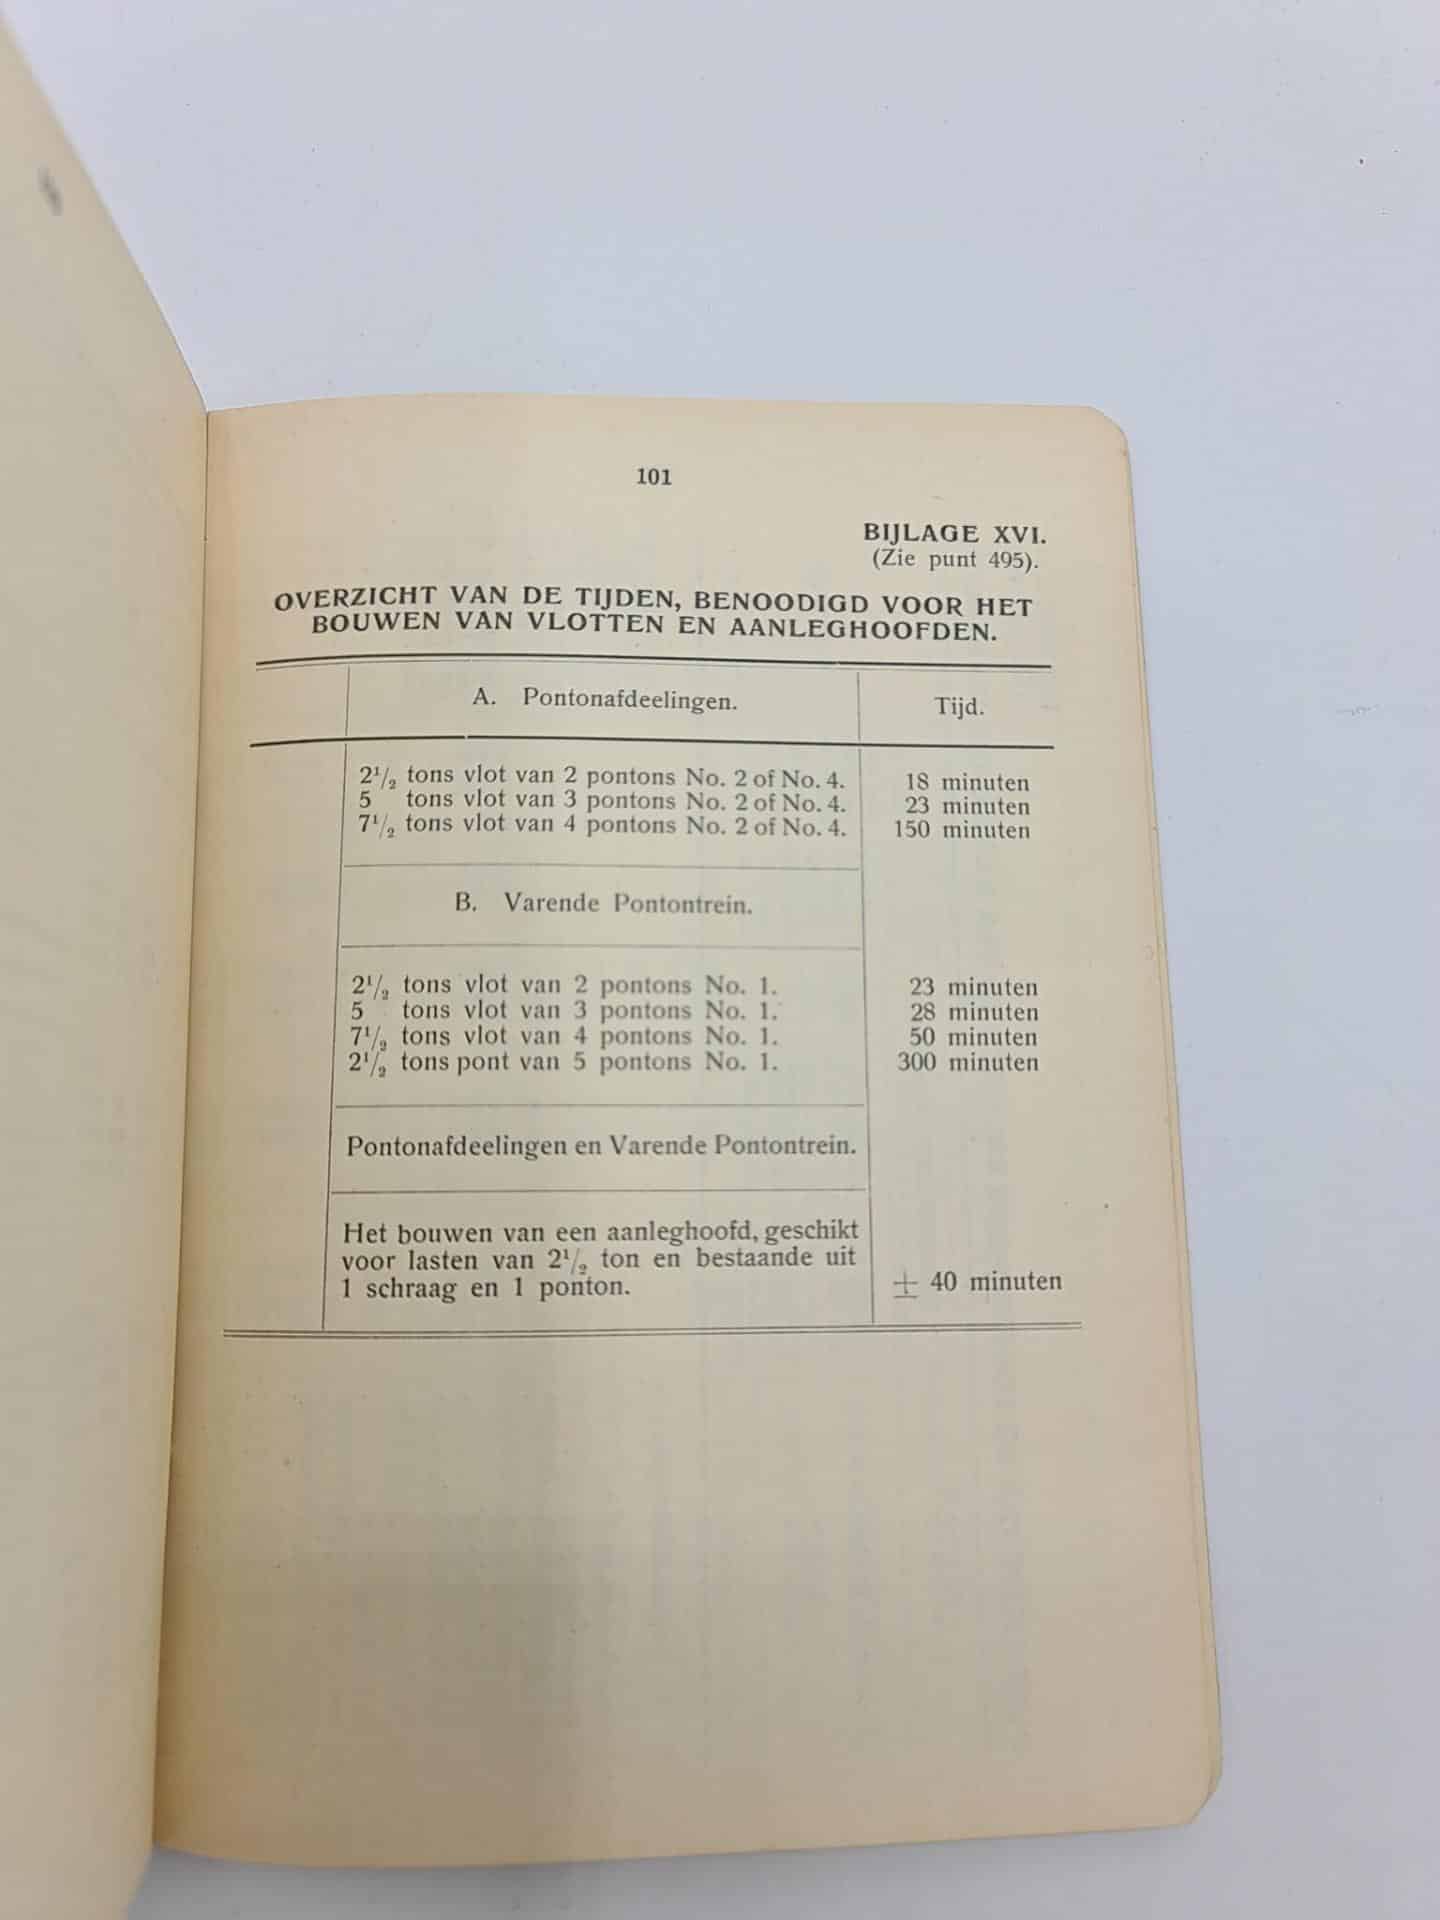 101
BIJLAGE XVI.
(Zie punt 495).
OVERZICHT VAN DE TIJDEN, BENOODIGD VOOR HET
BOUWEN VAN VLOTTEN EN AANLEGHOOFDEN.
A. Pontonafdeelingen. Tijd.
2¹/₂ tons vlot van 2 pontons No. 2 of No. 4. 18 minuten
5 tons vlot van 3 pontons No. 2 of No. 4. 23 minuten
7¹/₂ tons vlot van 4 pontons No. 2 of No. 4. 150 minuten
B. Varende Pontontrein.
2¹/₂ tons vlot van 2 pontons No. 1. 23 minuten
5 tons vlot van 3 pontons No. 1. 28 minuten
7¹/₂ tons vlot van 4 pontons No. 1. 50 minuten
2¹/₂ tons pont van 5 pontons No. 1. 300 minuten
Pontonafdeelingen en Varende Pontontrein.
Het bouwen van een aanleghoofd, geschikt
voor lasten van 2¹/₂ ton en bestaande uit
1 schraag en 1 ponton. ± 40 minuten